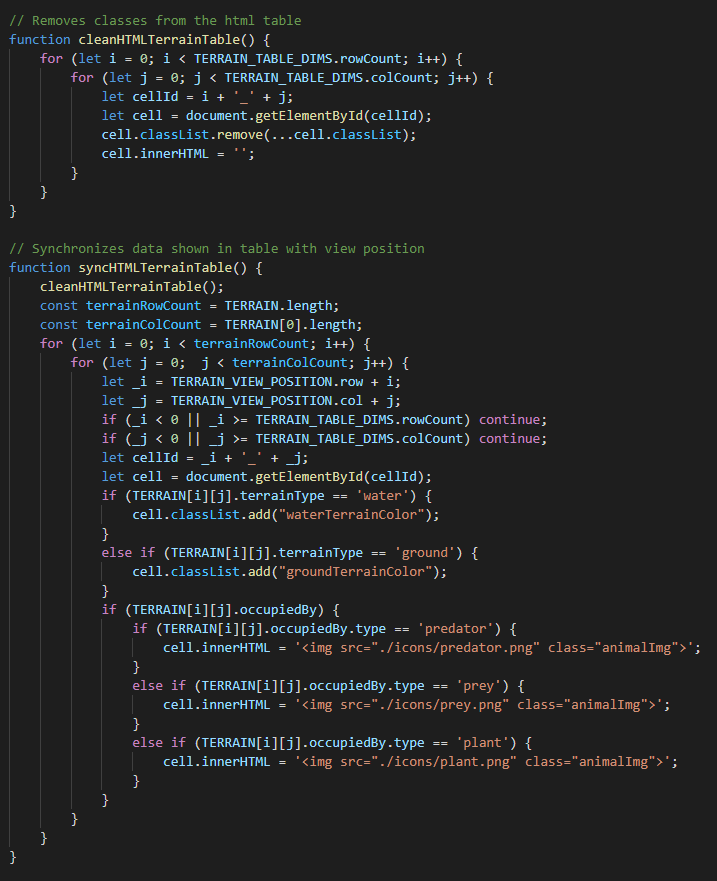 // Removes classes from the html table
function cleanHTMLTerrainTable() {
    for (let i = 0; i < TERRAIN_TABLE_DIMS.rowCount; i++) {
        for (let j = 0; j < TERRAIN_TABLE_DIMS.colCount; j++) {
            let cellId = i + '_' + j;
            let cell = document.getElementById(cellId);
            cell.classList.remove(...cell.classList);
            cell.innerHTML = '';
        }
    }
}

// Synchronizes data shown in table with view position
function syncHTMLTerrainTable() {
    cleanHTMLTerrainTable();
    const terrainRowCount = TERRAIN.length;
    const terrainColCount = TERRAIN[0].length;
    for (let i = 0; i < terrainRowCount; i++) {
        for (let j = 0;  j < terrainColCount; j++) {
            let _i = TERRAIN_VIEW_POSITION.row + i;
            let _j = TERRAIN_VIEW_POSITION.col + j;
            if (_i < 0 || _i >= TERRAIN_TABLE_DIMS.rowCount) continue;
            if (_j < 0 || _j >= TERRAIN_TABLE_DIMS.colCount) continue;
            let cellId = _i + '_' + _j;
            let cell = document.getElementById(cellId);
            if (TERRAIN[i][j].terrainType == 'water') {
                cell.classList.add("waterTerrainColor");
            }
            else if (TERRAIN[i][j].terrainType == 'ground') {
                cell.classList.add("groundTerrainColor");
            }
            if (TERRAIN[i][j].occupiedBy) {
                if (TERRAIN[i][j].occupiedBy.type == 'predator') {
                    cell.innerHTML = '<img src="./icons/predator.png" class="animalImg">';
                }
                else if (TERRAIN[i][j].occupiedBy.type == 'prey') {
                    cell.innerHTML = '<img src="./icons/prey.png" class="animalImg">';
                }
                else if (TERRAIN[i][j].occupiedBy.type == 'plant') {
                    cell.innerHTML = '<img src="./icons/plant.png" class="animalImg">';
                }
            }
        }
    }
}